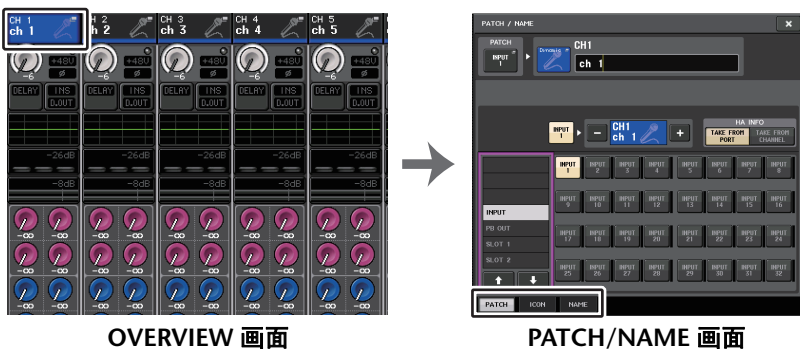 CH 1
ch 1
CH 2
ch 2
CH 3
ch 3
CH 4
ch 4
CH 5
ch 5
-6 +48V Ø
-6 +48V Ø
-6 +48V Ø
-6 +48V Ø
-6 +48V Ø
DELAY INS D.OUT
DELAY INS D.OUT
DELAY INS D.OUT
DELAY INS D.OUT
DELAY INS D.OUT
-26dB -26dB -26dB -26dB -26dB
-8dB -8dB -8dB -8dB -8dB
-∞ -∞ -∞ -∞ -∞ -∞ -∞ -∞ -∞ -∞
-∞ -∞ -∞ -∞ -∞ -∞ -∞ -∞ -∞ -∞
-∞ -∞ -∞ -∞ -∞ -∞ -∞ -∞ -∞ -∞
OVERVIEW 画面
PATCH / NAME
×
PATCH
INPUT 1
Dynamic
CH1
ch 1
INPUT 1
−
CH1
ch 1
+
HA INFO
TAKE FROM PORT
TAKE FROM CHANNEL
INPUT
PB OUT
SLOT 1
SLOT 2
INPUT 1 INPUT 2 INPUT 3 INPUT 4 INPUT 5 INPUT 6 INPUT 7 INPUT 8
INPUT 9 INPUT 10 INPUT 11 INPUT 12 INPUT 13 INPUT 14 INPUT 15 INPUT 16
INPUT 17 INPUT 18 INPUT 19 INPUT 20 INPUT 21 INPUT 22 INPUT 23 INPUT 24
INPUT 25 INPUT 26 INPUT 27 INPUT 28 INPUT 29 INPUT 30 INPUT 31 INPUT 32
PATCH ICON NAME
PATCH/NAME 画面